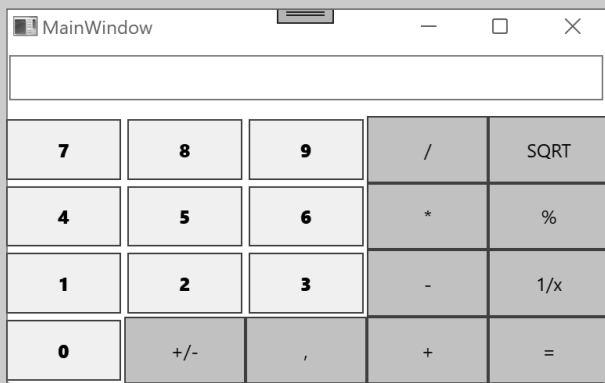 MainWindow
7 8 9 / SQRT
4 5 6 * %
1 2 3 - 1/x
0 +/- , + =